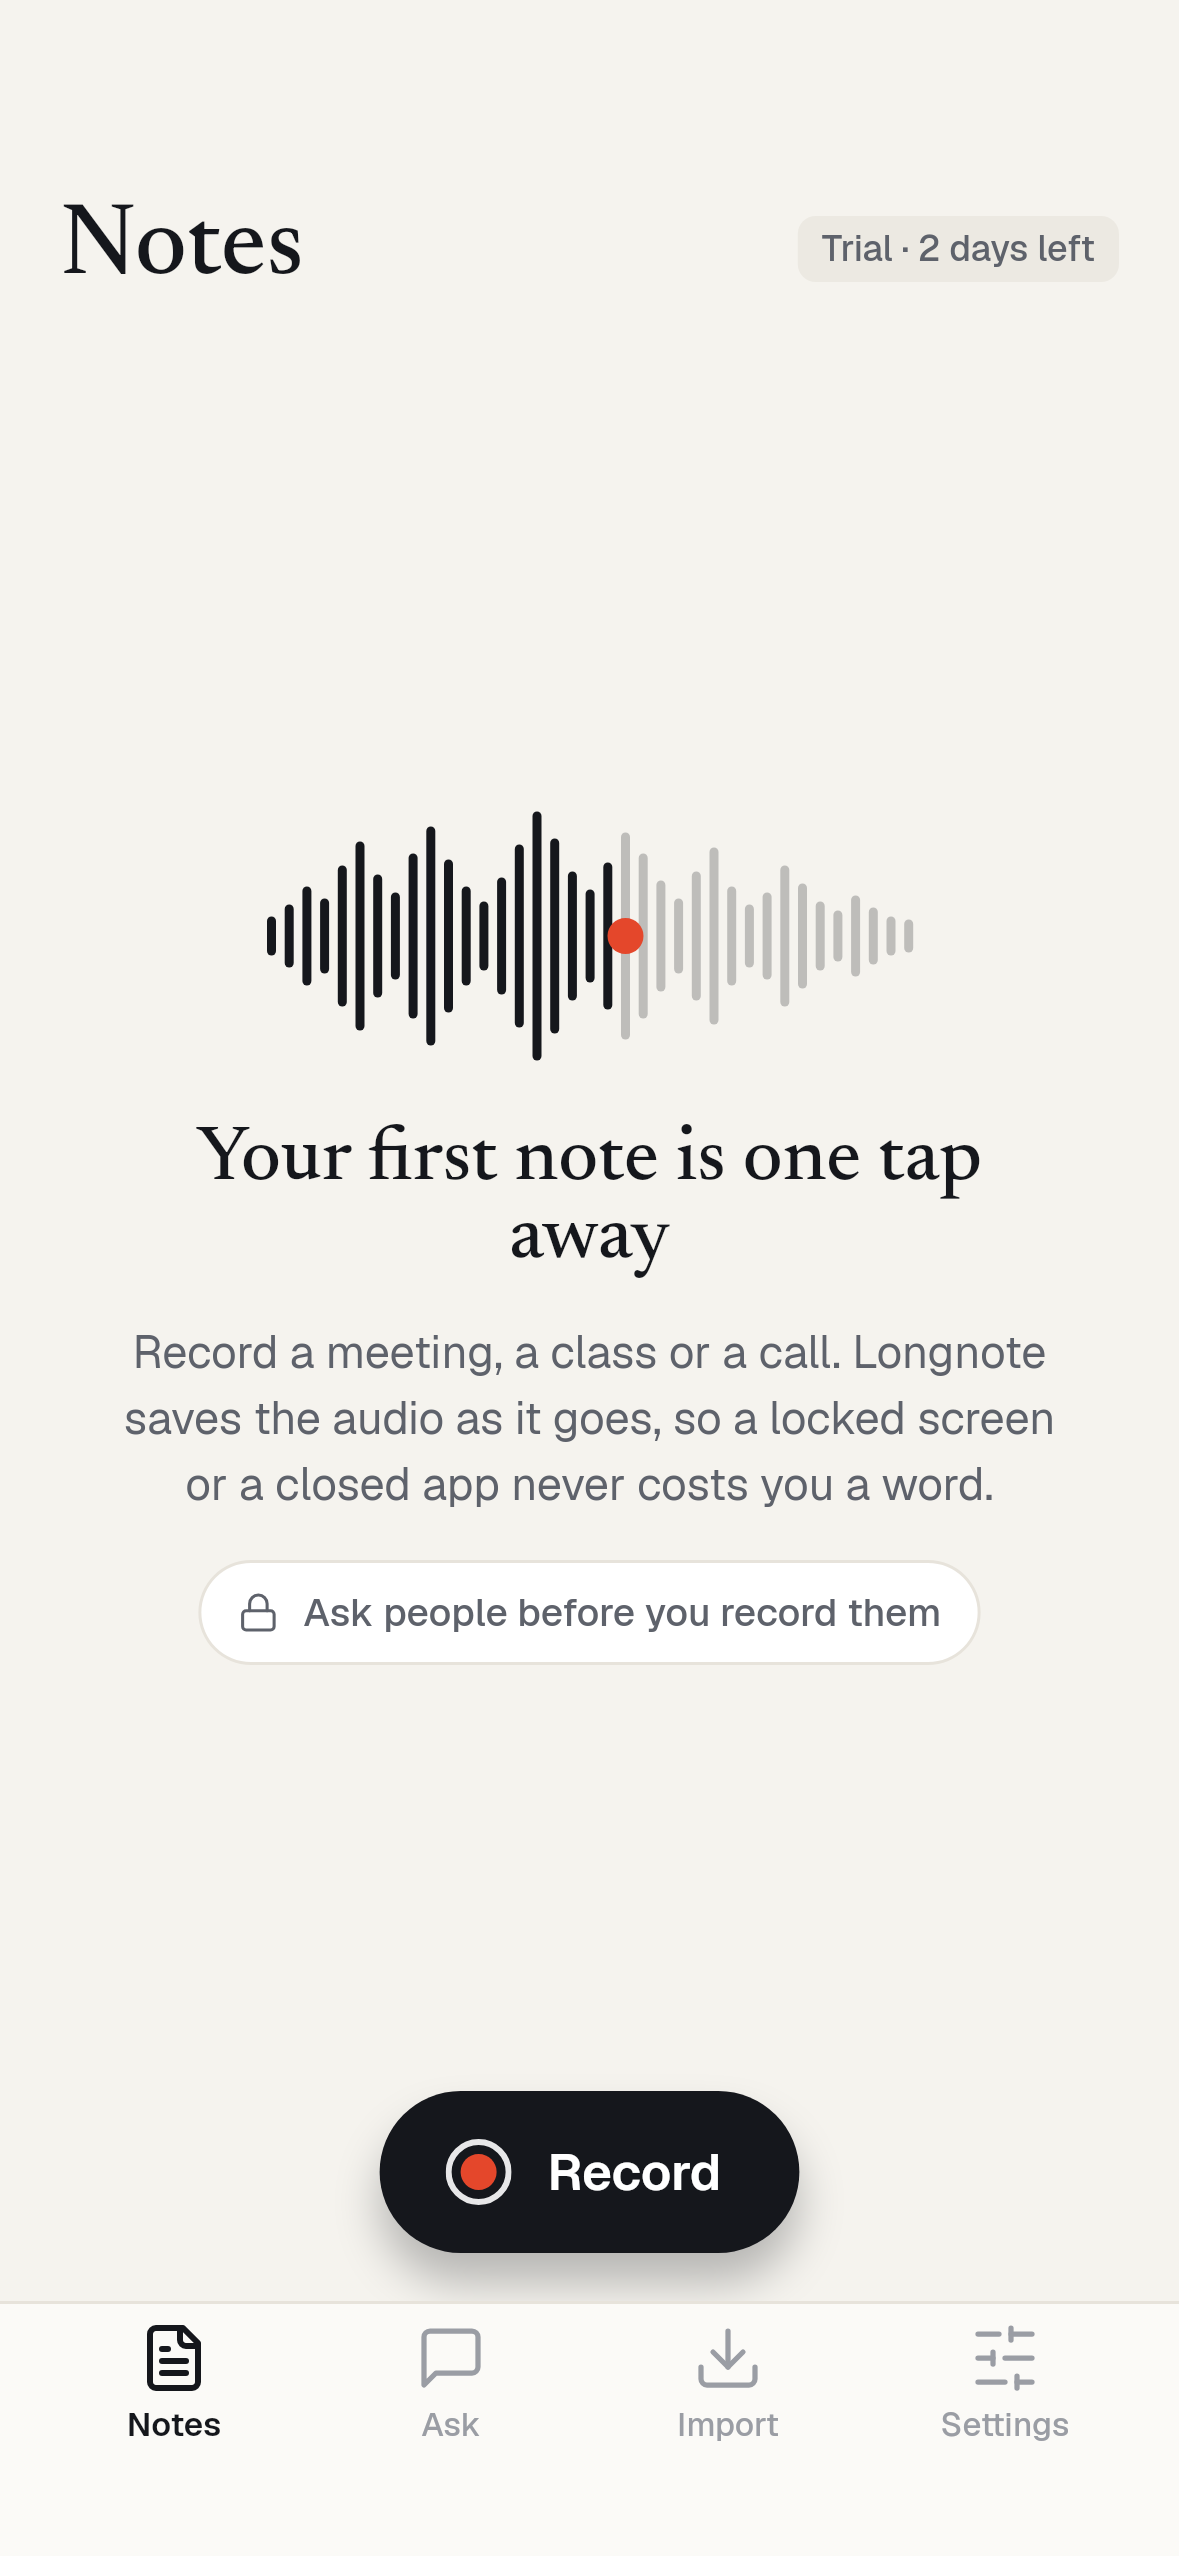 Notes
Trial · 2 days left
Your first note is one tap
away
Record a meeting, a class or a call. Longnote
saves the audio as it goes, so a locked screen
or a closed app never costs you a word.
Ask people before you record them
Record
Notes
Ask
Import
Settings